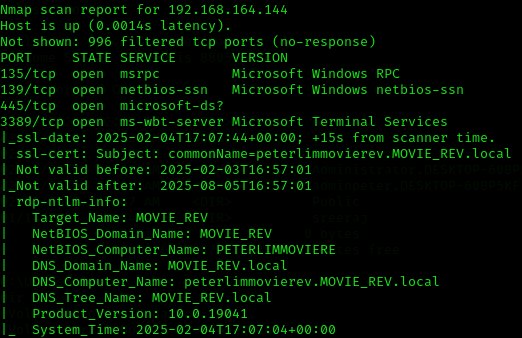 Nmap scan report for 192.168.164.144
Host is up (0.0014s latency).
Not shown: 996 filtered tcp ports (no-response)
PORT     STATE SERVICE       VERSION
135/tcp  open  msrpc         Microsoft Windows RPC
139/tcp  open  netbios-ssn   Microsoft Windows netbios-ssn
445/tcp  open  microsoft-ds?
3389/tcp open  ms-wbt-server Microsoft Terminal Services
|_ssl-date: 2025-02-04T17:07:44+00:00; +15s from scanner time.
| ssl-cert: Subject: commonName=peterlimmovierev.MOVIE_REV.local
| Not valid before: 2025-02-03T16:57:01
|_Not valid after:  2025-08-05T16:57:01
| rdp-ntlm-info:
|   Target_Name: MOVIE_REV
|   NetBIOS_Domain_Name: MOVIE_REV
|   NetBIOS_Computer_Name: PETERLIMMOVIERE
|   DNS_Domain_Name: MOVIE_REV.local
|   DNS_Computer_Name: peterlimmovierev.MOVIE_REV.local
|   DNS_Tree_Name: MOVIE_REV.local
|   Product_Version: 10.0.19041
|_  System_Time: 2025-02-04T17:07:04+00:00